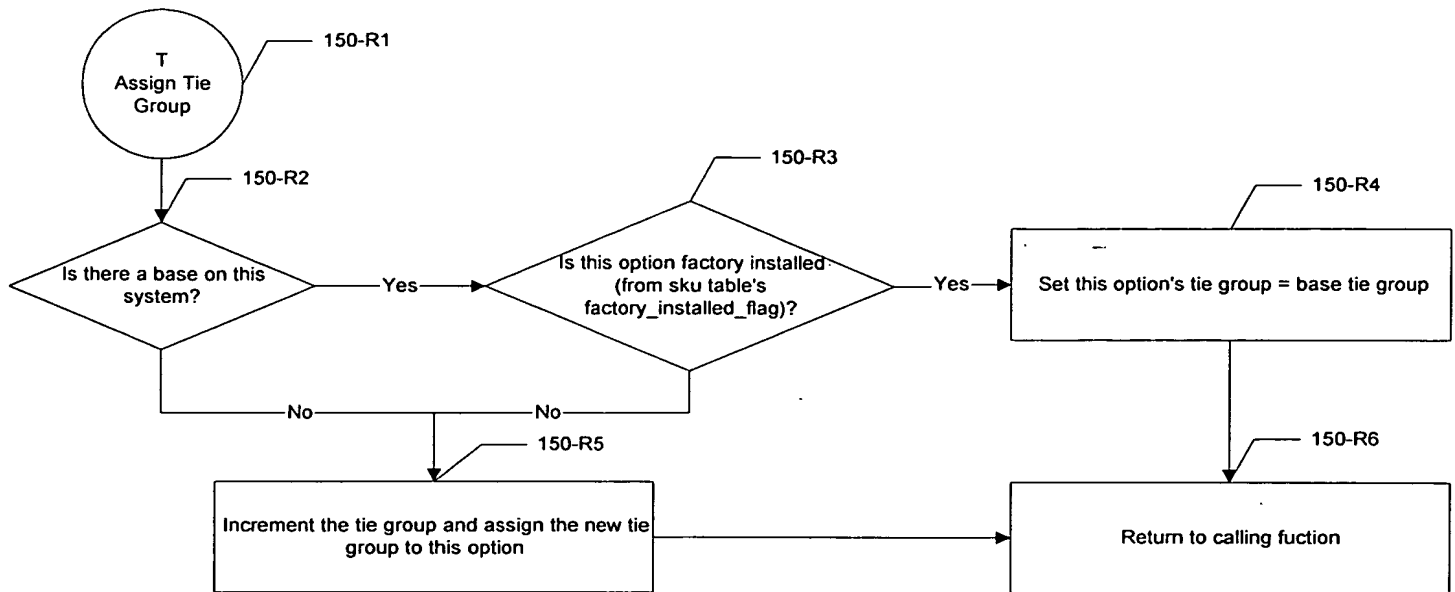 150-R1
T
Assign Tie
Group
150-R2
150-R3
150-R4
Is there a base on this
system?
Yes
Is this option factory installed
(from sku table's
factory_installed_flag)?
Yes
Set this option's tie group = base tie group
No
No
150-R5
150-R6
Increment the tie group and assign the new tie
group to this option
Return to calling fuction